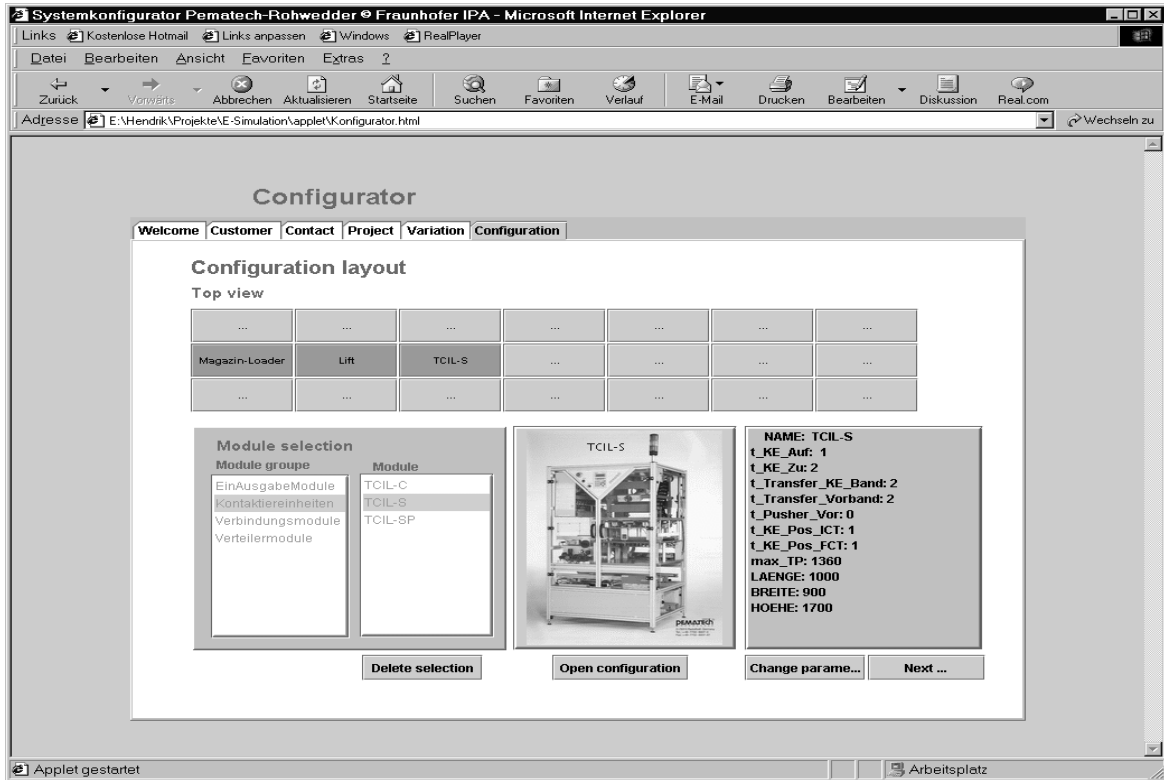 Systemkonfigurator Pematech-Rohwedder © Fraunhofer IPA - Microsoft Internet Explorer
Links Kostenlose Hotmail Links anpassen Windows RealPlayer
Datei Bearbeiten Ansicht Favoriten Extras ?
Zurück Vorwärts Abbrechen Aktualisieren Startseite Suchen Favoriten Verlauf E-Mail Drucken Bearbeiten Diskussion Real.com
Adresse E:\Hendrik\Projekte\E-Simulation\applet\Konfigurator.html Wechseln zu
Configurator
Welcome Customer Contact Project Variation Configuration
Configuration layout
Top view
... ... ... ... ... ... ...
Magazin-Loader Lift TCIL-S ... ... ... ...
... ... ... ... ... ... ...
Module selection
Module groupe Module
EinAusgabeModule TCIL-C
Kontaktiereinheiten TCIL-S
Verbindungsmodule TCIL-SP
Verteilermodule
TCIL-S
PEMATECH
NAME: TCIL-S
t_KE_Auf: 1
t_KE_Zu: 2
t_Transfer_KE_Band: 2
t_Transfer_Vorband: 2
t_Pusher_Vor: 0
t_KE_Pos_ICT: 1
t_KE_Pos_FCT: 1
max_TP: 1360
LAENGE: 1000
BREITE: 900
HOEHE: 1700
Delete selection Open configuration Change parame... Next ...
Applet gestartet Arbeitsplatz